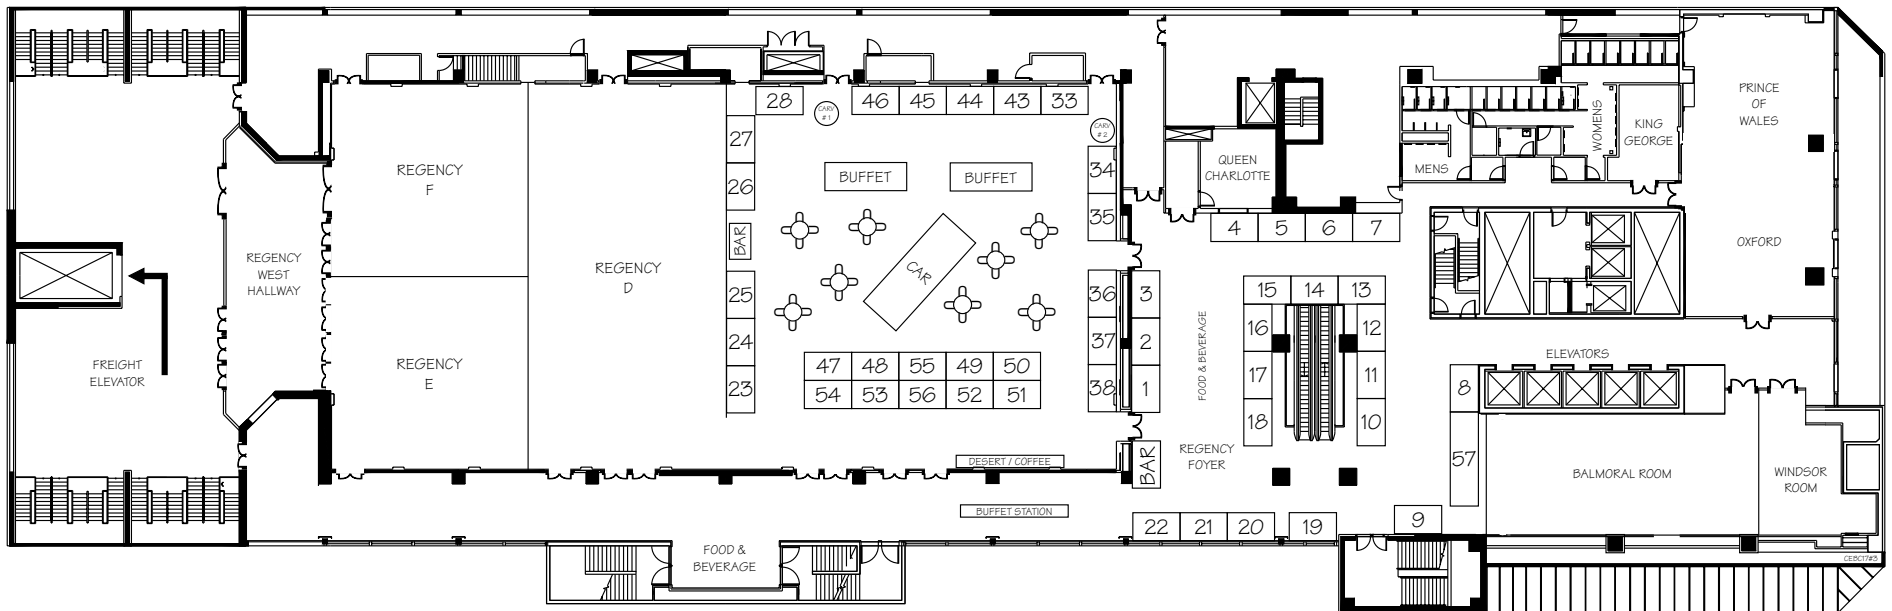 28
CARV
#1
46 45 44 43 33
CARV
#2
27
26
BAR
25
24
23
REGENCY
F
REGENCY
E
REGENCY
D
BUFFET
BUFFET
CAR
34
35
36
37
38
47 48 55 49 50
54 53 56 52 51
DESERT / COFFEE
BUFFET STATION
REGENCY
WEST
HALLWAY
FREIGHT
ELEVATOR
FOOD &
BEVERAGE
3
2
1
BAR
FOOD & BEVERAGE
REGENCY
FOYER
22 21 20 19
9
QUEEN
CHARLOTTE
4 5 6 7
15 14 13
16
17
18
12
11
10
8
57
MENS
WOMENS
KING
GEORGE
PRINCE
OF
WALES
OXFORD
ELEVATORS
BALMORAL ROOM
WINDSOR
ROOM
CEBC17#3